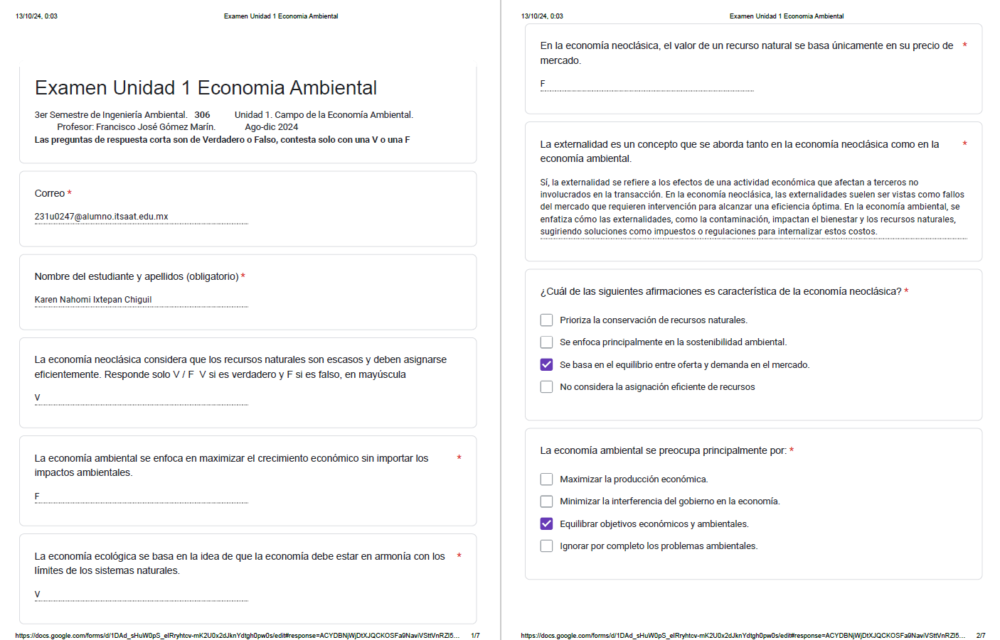 13/10/24, 0:03
Examen Unidad 1 Economia Ambiental
Examen Unidad 1 Economia Ambiental
3er Semestre de Ingeniería Ambiental. 306 Unidad 1. Campo de la Economía Ambiental.
Profesor: Francisco José Gómez Marín. Ago-dic 2024
Las preguntas de respuesta corta son de Verdadero o Falso, contesta solo con una V o una F
Correo *
231u0247@alumno.itsaat.edu.mx
Nombre del estudiante y apellidos (obligatorio) *
Karen Nahomi Ixtepan Chiguil
La economía neoclásica considera que los recursos naturales son escasos y deben asignarse
eficientemente. Responde solo V / F V si es verdadero y F si es falso, en mayúscula
V
La economía ambiental se enfoca en maximizar el crecimiento económico sin importar los *
impactos ambientales.
F
La economía ecológica se basa en la idea de que la economía debe estar en armonía con los *
límites de los sistemas naturales.
V
https://docs.google.com/forms/d/1DAd_sHuW0pS_elRryhtcv-mK2U0x2dJknYdtgh0pw0s/edit#response=ACYDBNjWjDtXJQCKOSFa9NaviVSttVnRZl5… 1/7
13/10/24, 0:03
Examen Unidad 1 Economia Ambiental
En la economía neoclásica, el valor de un recurso natural se basa únicamente en su precio de *
mercado.
F
La externalidad es un concepto que se aborda tanto en la economía neoclásica como en la *
economía ambiental.
Sí, la externalidad se refiere a los efectos de una actividad económica que afectan a terceros no
involucrados en la transacción. En la economía neoclásica, las externalidades suelen ser vistas como fallos
del mercado que requieren intervención para alcanzar una eficiencia óptima. En la economía ambiental, se
enfatiza cómo las externalidades, como la contaminación, impactan el bienestar y los recursos naturales,
sugiriendo soluciones como impuestos o regulaciones para internalizar estos costos.
¿Cuál de las siguientes afirmaciones es característica de la economía neoclásica? *
Prioriza la conservación de recursos naturales.
Se enfoca principalmente en la sostenibilidad ambiental.
Se basa en el equilibrio entre oferta y demanda en el mercado.
No considera la asignación eficiente de recursos
La economía ambiental se preocupa principalmente por: *
Maximizar la producción económica.
Minimizar la interferencia del gobierno en la economía.
Equilibrar objetivos económicos y ambientales.
Ignorar por completo los problemas ambientales.
https://docs.google.com/forms/d/1DAd_sHuW0pS_elRryhtcv-mK2U0x2dJknYdtgh0pw0s/edit#response=ACYDBNjWjDtXJQCKOSFa9NaviVSttVnRZl5… 2/7